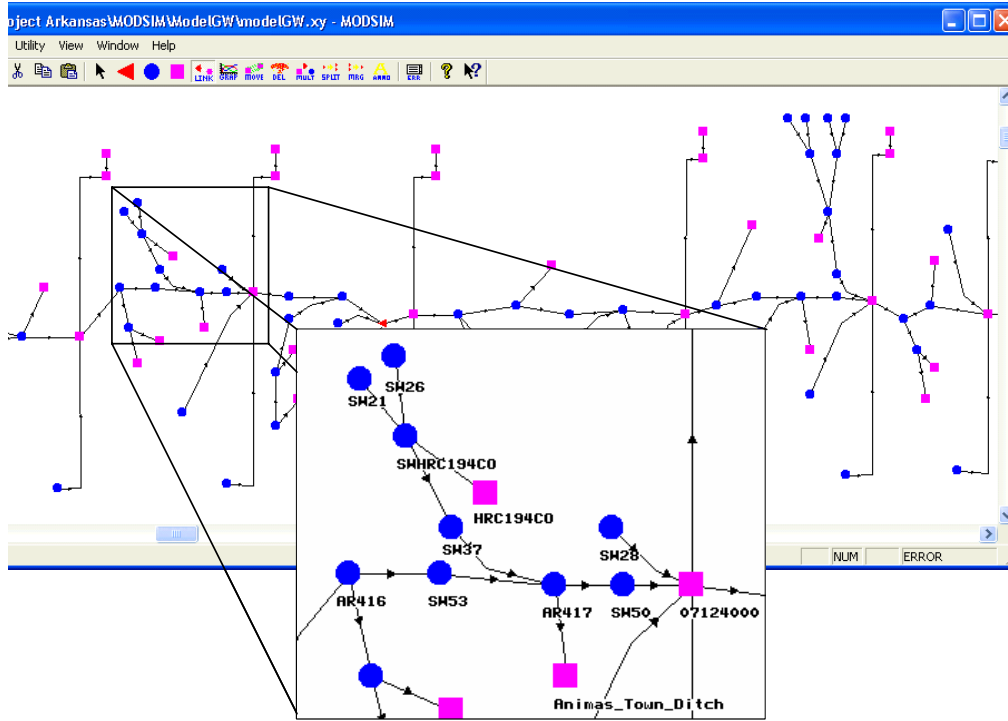 oject Arkansas\MODSIM\ModelGW\modelGW.xy - MODSIM
Utility View Window Help
LINK GRAF MOVE DEL MULT SPLIT MRG ANNO ERR
SW26
SW21
SWHRC194CO
HRC194CO
SW37
SW28
AR416
SW53
AR417
SW50
07124000
Animas_Town_Ditch
NUM
ERROR